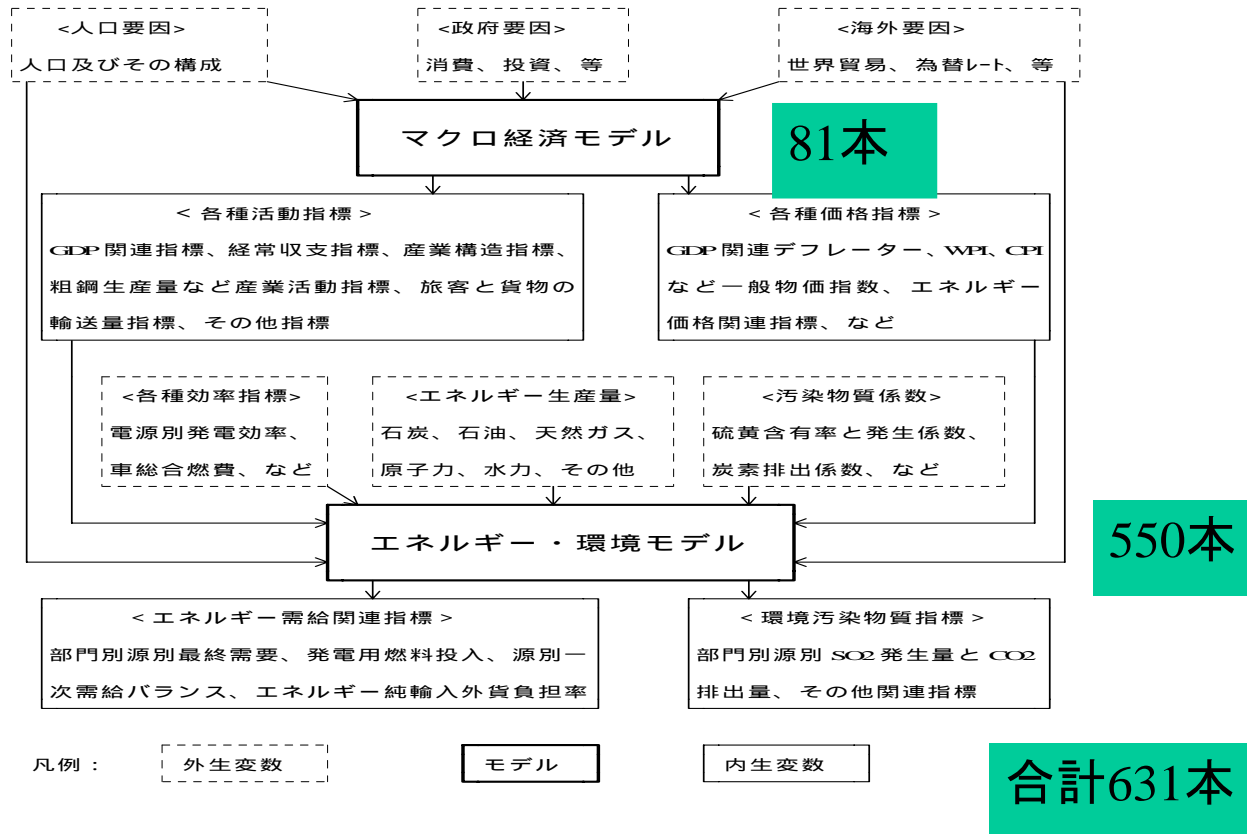 <人口要因>
人口及びその構成
<政府要因>
消費、投資、等
<海外要因>
世界貿易、為替レート、等
マクロ経済モデル
81本
<各種活動指標>
GDP関連指標、経常収支指標、産業構造指標、
粗鋼生産量など産業活動指標、旅客と貨物の
輸送量指標、その他指標
<各種価格指標>
GDP関連デフレーター、WPI、CPI
など一般物価指数、エネルギー
価格関連指標、など
<各種効率指標>
電源別発電効率、
車総合燃費、など
<エネルギー生産量>
石炭、石油、天然ガス、
原子力、水力、その他
<汚染物質係数>
硫黄含有率と発生係数、
炭素排出係数、など
エネルギー・環境モデル
550本
<エネルギー需給関連指標>
部門別源別最終需要、発電用燃料投入、源別一
次需給バランス、エネルギー純輸入外貨負担率
<環境汚染物質指標>
部門別源別SO2発生量とCO2
排出量、その他関連指標
凡例:
外生変数
モデル
内生変数
合計631本